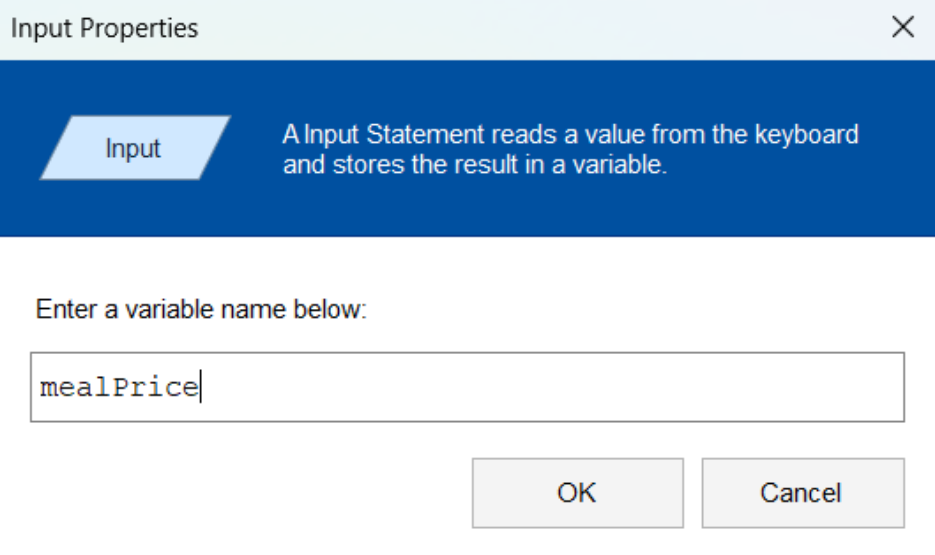 Input Properties
Input
A Input Statement reads a value from the keyboard
and stores the result in a variable.
Enter a variable name below:
mealPrice
OK
Cancel